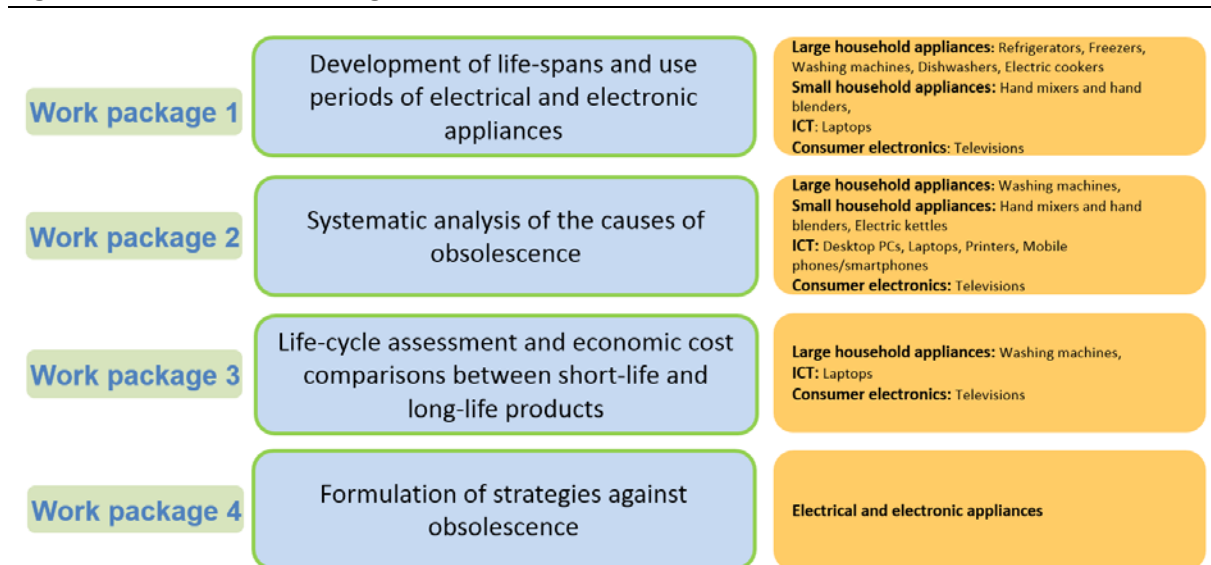 Work package 1
Development of life-spans and use
periods of electrical and electronic
appliances
Large household appliances: Refrigerators, Freezers,
Washing machines, Dishwashers, Electric cookers
Small household appliances: Hand mixers and hand
blenders,
ICT: Laptops
Consumer electronics: Televisions
Work package 2
Systematic analysis of the causes of
obsolescence
Large household appliances: Washing machines,
Small household appliances: Hand mixers and hand
blenders, Electric kettles
ICT: Desktop PCs, Laptops, Printers, Mobile
phones/smartphones
Consumer electronics: Televisions
Work package 3
Life-cycle assessment and economic cost
comparisons between short-life and
long-life products
Large household appliances: Washing machines,
ICT: Laptops
Consumer electronics: Televisions
Work package 4
Formulation of strategies against
obsolescence
Electrical and electronic appliances